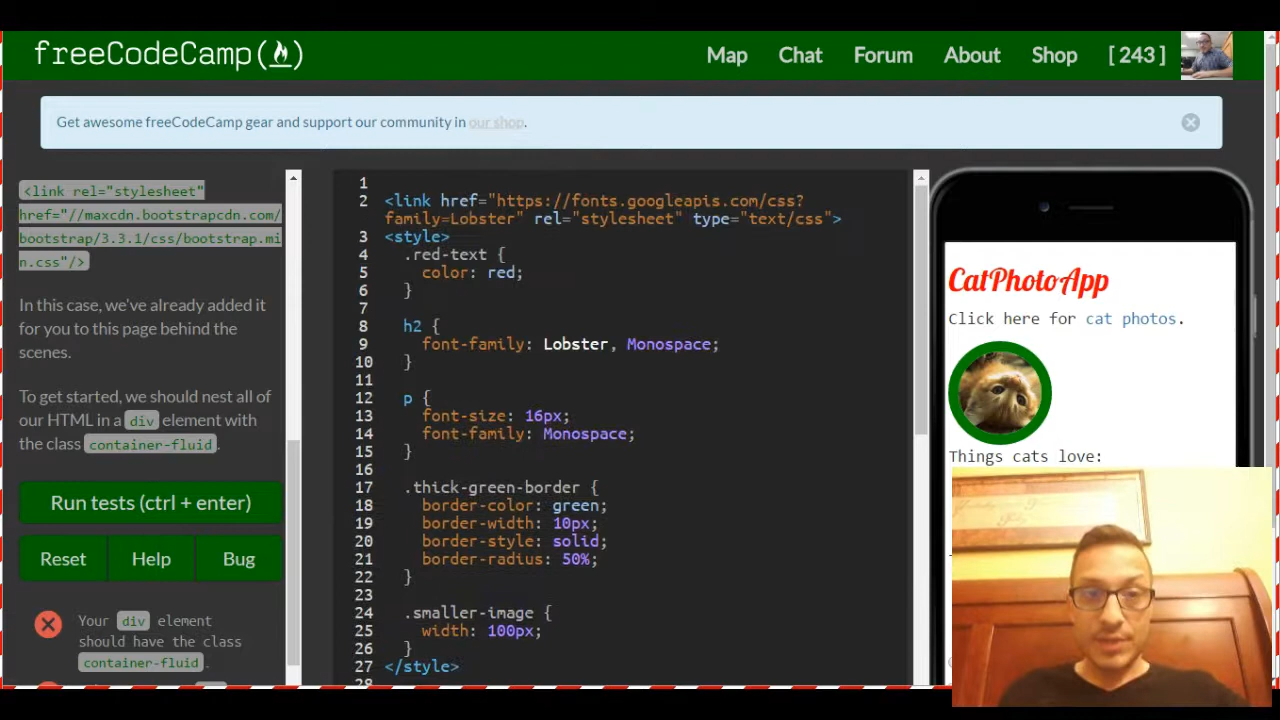 freeCodeCamp(🔥)
Map Chat Forum About Shop [ 243 ]
Get awesome freeCodeCamp gear and support our community in our shop.
<link rel="stylesheet"
href="//maxcdn.bootstrapcdn.com/
bootstrap/3.3.1/css/bootstrap.mi
n.css"/>
In this case, we've already added it
for you to this page behind the
scenes.
To get started, we should nest all of
our HTML in a div element with
the class container-fluid.
Run tests (ctrl + enter)
Reset Help Bug
Your div element
should have the class
container-fluid.
1
2 <link href="https://fonts.googleapis.com/css?
family=Lobster" rel="stylesheet" type="text/css">
3 <style>
4 .red-text {
5 color: red;
6 }
7
8 h2 {
9 font-family: Lobster, Monospace;
10 }
11
12 p {
13 font-size: 16px;
14 font-family: Monospace;
15 }
16
17 .thick-green-border {
18 border-color: green;
19 border-width: 10px;
20 border-style: solid;
21 border-radius: 50%;
22 }
23
24 .smaller-image {
25 width: 100px;
26 }
27 </style>
28
CatPhotoApp
Click here for cat photos.
Things cats love: